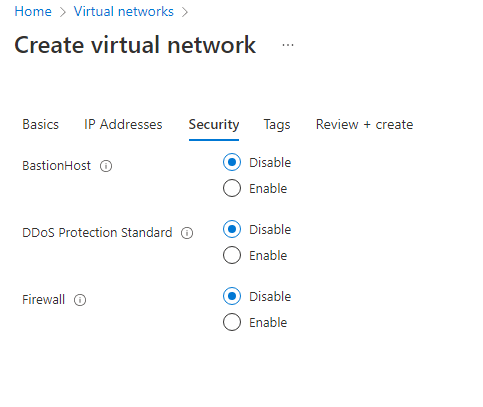 Home > Virtual networks >
Create virtual network ...
Basics IP Addresses Security Tags Review + create
BastionHost Disable
Enable
DDoS Protection Standard Disable
Enable
Firewall Disable
Enable